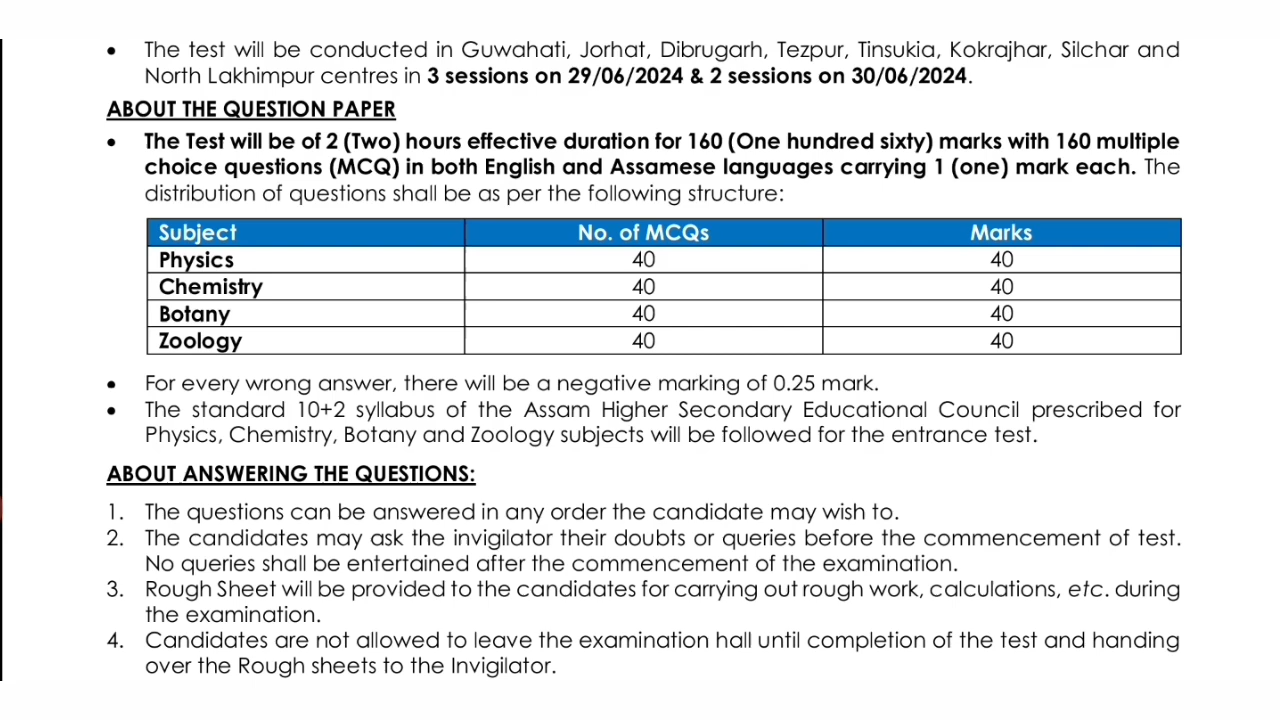 • The test will be conducted in Guwahati, Jorhat, Dibrugarh, Tezpur, Tinsukia, Kokrajhar, Silchar and
North Lakhimpur centres in 3 sessions on 29/06/2024 & 2 sessions on 30/06/2024.
ABOUT THE QUESTION PAPER
• The Test will be of 2 (Two) hours effective duration for 160 (One hundred sixty) marks with 160 multiple
choice questions (MCQ) in both English and Assamese languages carrying 1 (one) mark each. The
distribution of questions shall be as per the following structure:
Subject No. of MCQs Marks
Physics 40 40
Chemistry 40 40
Botany 40 40
Zoology 40 40
• For every wrong answer, there will be a negative marking of 0.25 mark.
• The standard 10+2 syllabus of the Assam Higher Secondary Educational Council prescribed for
Physics, Chemistry, Botany and Zoology subjects will be followed for the entrance test.
ABOUT ANSWERING THE QUESTIONS:
1. The questions can be answered in any order the candidate may wish to.
2. The candidates may ask the invigilator their doubts or queries before the commencement of test.
No queries shall be entertained after the commencement of the examination.
3. Rough Sheet will be provided to the candidates for carrying out rough work, calculations, etc. during
the examination.
4. Candidates are not allowed to leave the examination hall until completion of the test and handing
over the Rough sheets to the Invigilator.